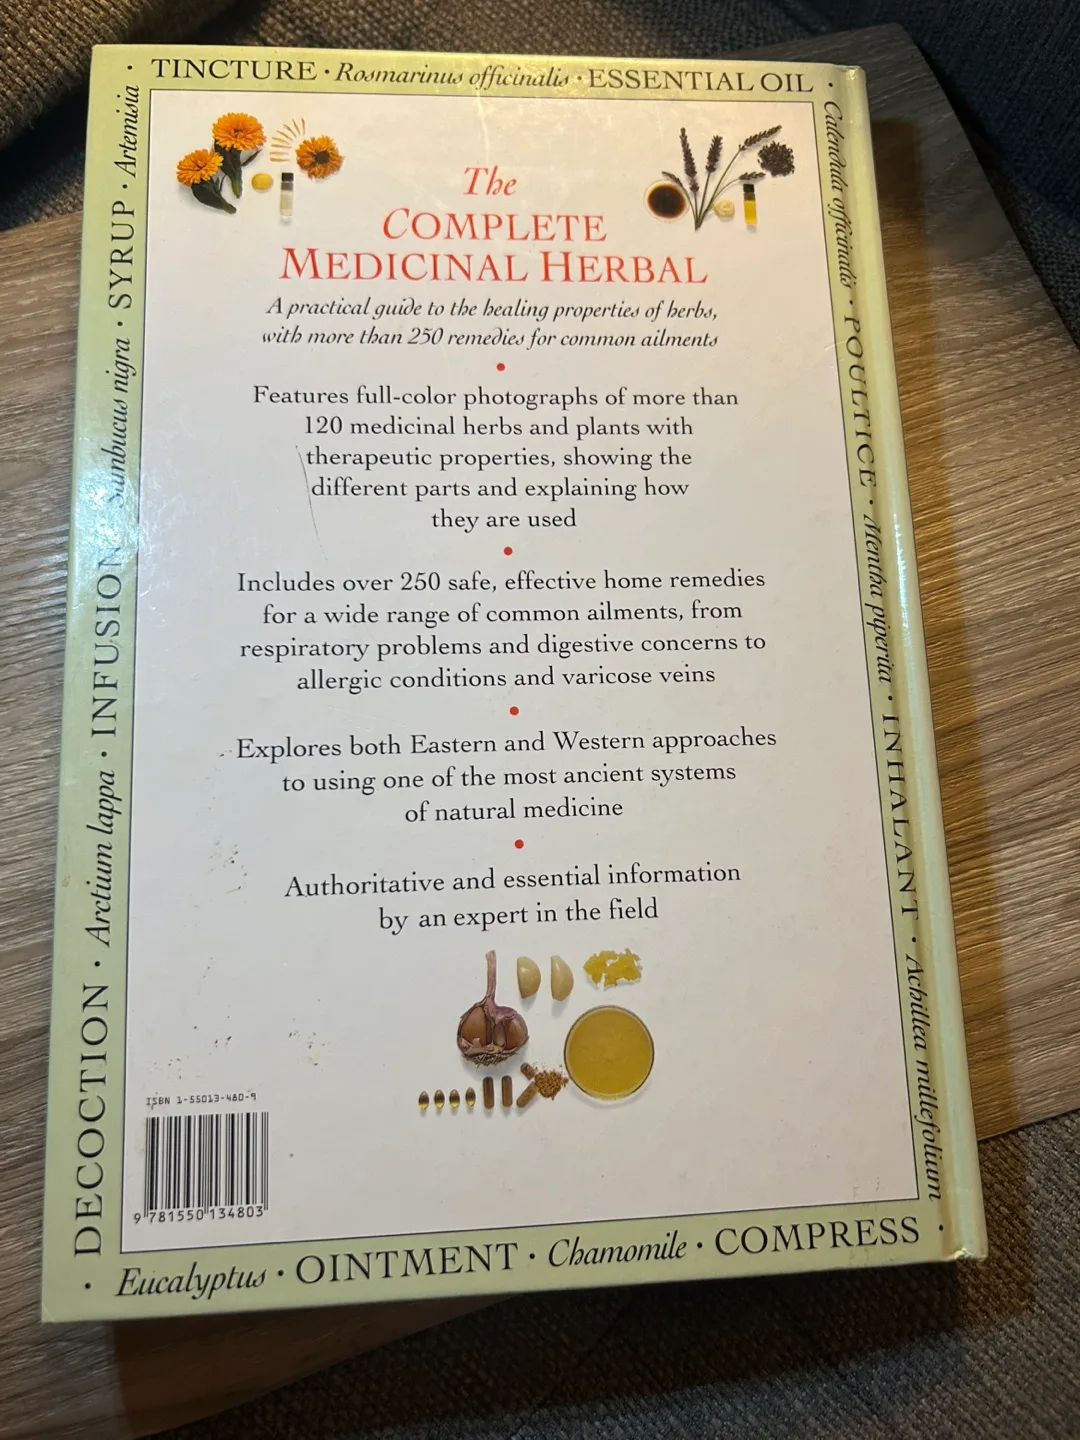 · TINCTURE · Rosmarinus officinalis · ESSENTIAL OIL ·
The
COMPLETE
MEDICINAL HERBAL
A practical guide to the healing properties of herbs,
with more than 250 remedies for common ailments
•
Features full-color photographs of more than
120 medicinal herbs and plants with
therapeutic properties, showing the
different parts and explaining how
they are used
•
Includes over 250 safe, effective home remedies
for a wide range of common ailments, from
respiratory problems and digestive concerns to
allergic conditions and varicose veins
•
Explores both Eastern and Western approaches
to using one of the most ancient systems
of natural medicine
•
Authoritative and essential information
by an expert in the field
ISBN 1-55013-480-9
9 781550 134803
Calendula officinalis · POULTICE · Mentha piperita · INHALANT · Achillea millefolium
· Eucalyptus · OINTMENT · Chamomile · COMPRESS ·
DECOCTION · Arctium lappa · INFUSION · Sambucus nigra · SYRUP · Artemisia